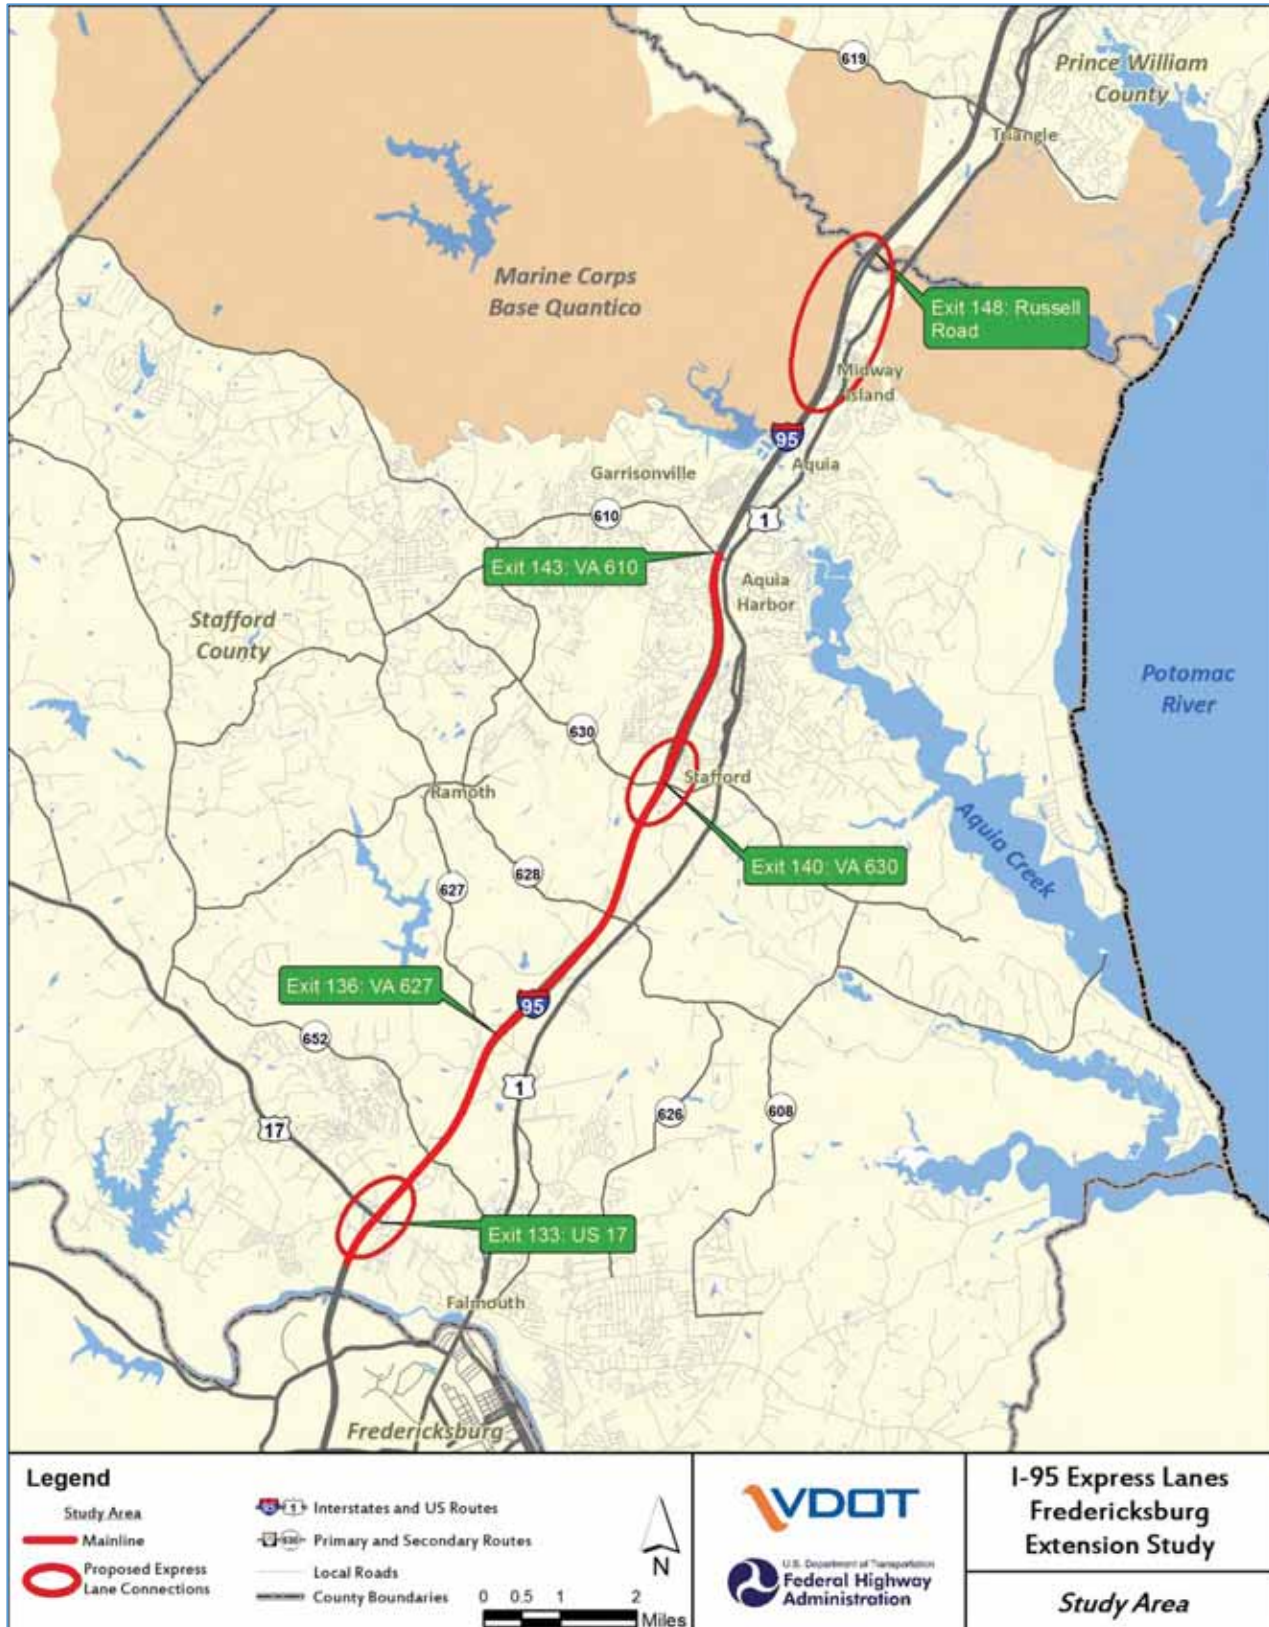 619
Prince William
County
Triangle
Marine Corps
Base Quantico
Exit 148: Russell
Road
Midway
Island
95
Aquia
Garrisonville
610
1
Exit 143: VA 610
Aquia
Harbor
Stafford
County
Potomac
River
630
Stafford
Ramoth
Aquia Creek
Exit 140: VA 630
628
627
Exit 136: VA 627
95
652
1
626
608
17
Exit 133: US 17
Falmouth
Fredericksburg
Legend
Study Area
Mainline
Proposed Express
Lane Connections
95 1 Interstates and US Routes
Primary and Secondary Routes
Local Roads
County Boundaries
N
0 0.5 1 2
Miles
VDOT
U.S. Department of Transportation
Federal Highway
Administration
I-95 Express Lanes
Fredericksburg
Extension Study
Study Area